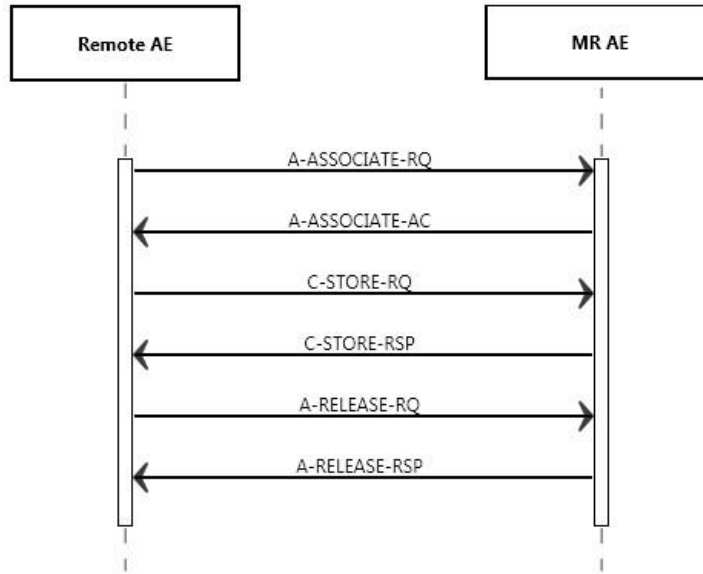 Remote AE
MR AE
A-ASSOCIATE-RQ
A-ASSOCIATE-AC
C-STORE-RQ
C-STORE-RSP
A-RELEASE-RQ
A-RELEASE-RSP